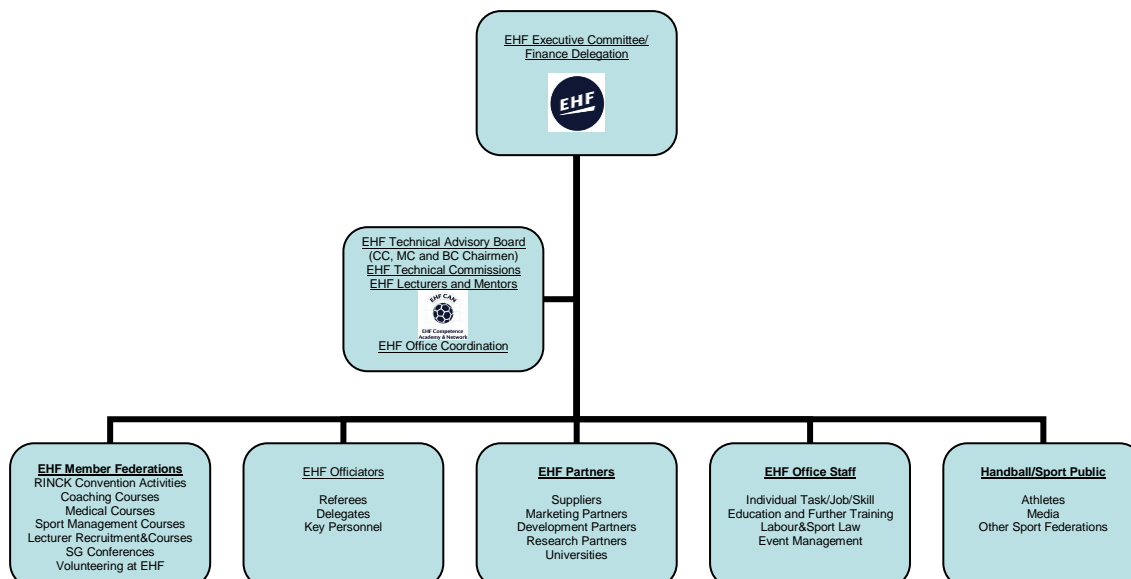 EHF Executive Committee/
Finance Delegation
EHF
EHF Technical Advisory Board
(CC, MC and BC Chairmen)
EHF Technical Commissions
EHF Lecturers and Mentors
EHF CAN
EHF Competence
Academy & Network
EHF Office Coordination
EHF Member Federations
RINCK Convention Activities
Coaching Courses
Medical Courses
Sport Management Courses
Lecturer Recruitment&Courses
SG Conferences
Volunteering at EHF
EHF Officiators
Referees
Delegates
Key Personnel
EHF Partners
Suppliers
Marketing Partners
Development Partners
Research Partners
Universities
EHF Office Staff
Individual Task/Job/Skill
Education and Further Training
Labour&Sport Law
Event Management
Handball/Sport Public
Athletes
Media
Other Sport Federations